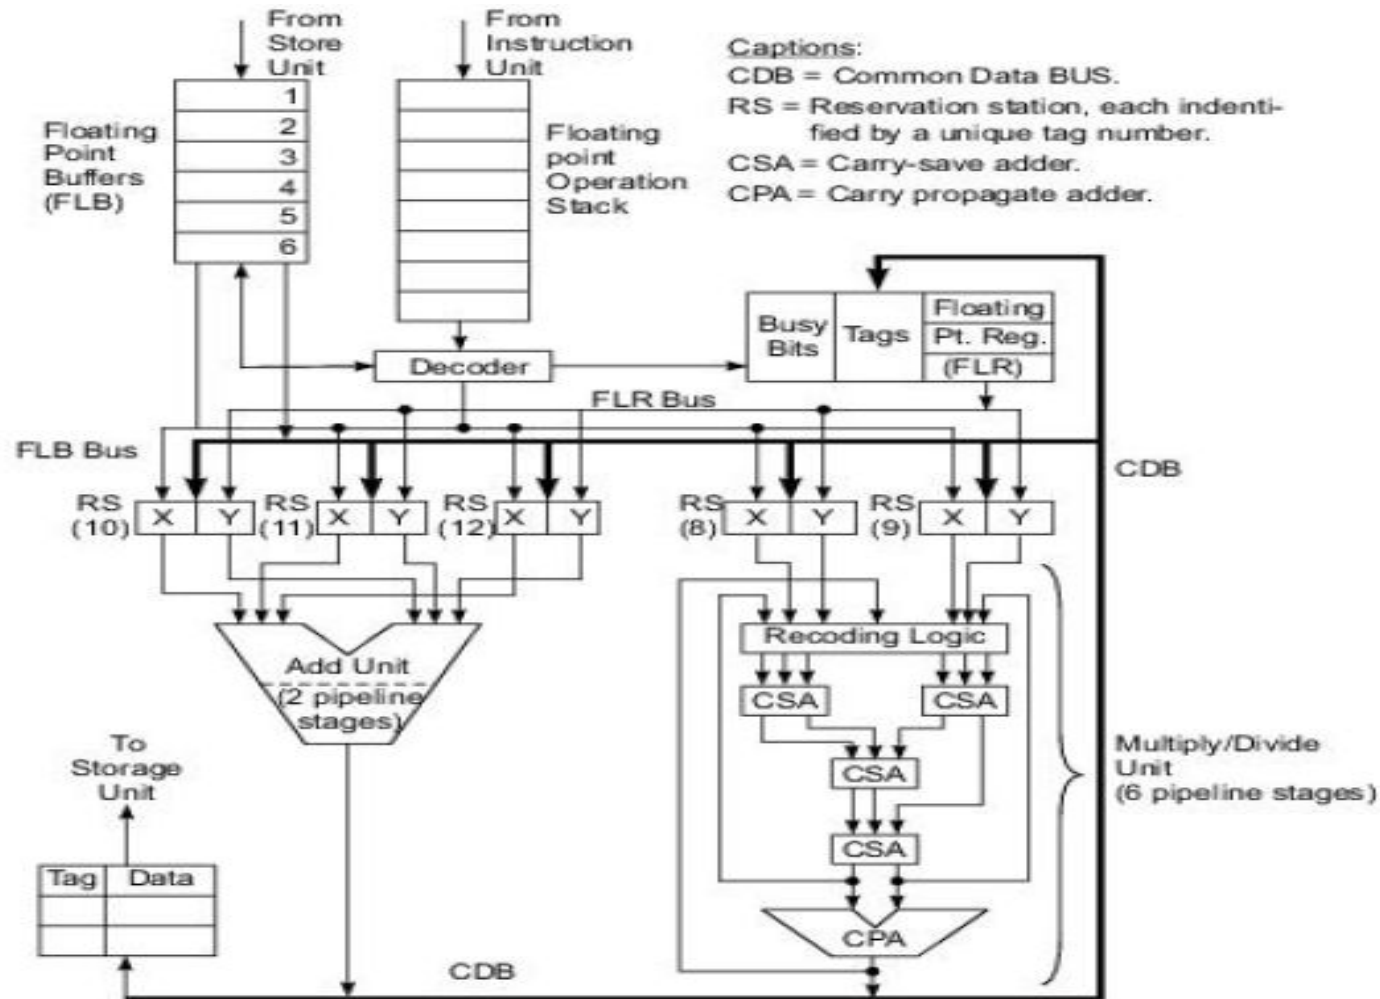 From
Store
Unit
From
Instruction
Unit
Captions:
CDB = Common Data BUS.
RS = Reservation station, each indenti-
fied by a unique tag number.
CSA = Carry-save adder.
CPA = Carry propagate adder.
Floating
Point
Buffers
(FLB)
1
2
3
4
5
6
Floating
point
Operation
Stack
Busy
Bits
Tags
Floating
Pt. Reg.
(FLR)
Decoder
FLR Bus
FLB Bus
CDB
RS
(10)
X Y
RS
(11)
X Y
RS
(12)
X Y
RS
(8)
X Y
RS
(9)
X Y
Add Unit
(2 pipeline
stages)
Recoding Logic
CSA CSA
CSA
CSA
CPA
Multiply/Divide
Unit
(6 pipeline stages)
To
Storage
Unit
Tag Data
CDB